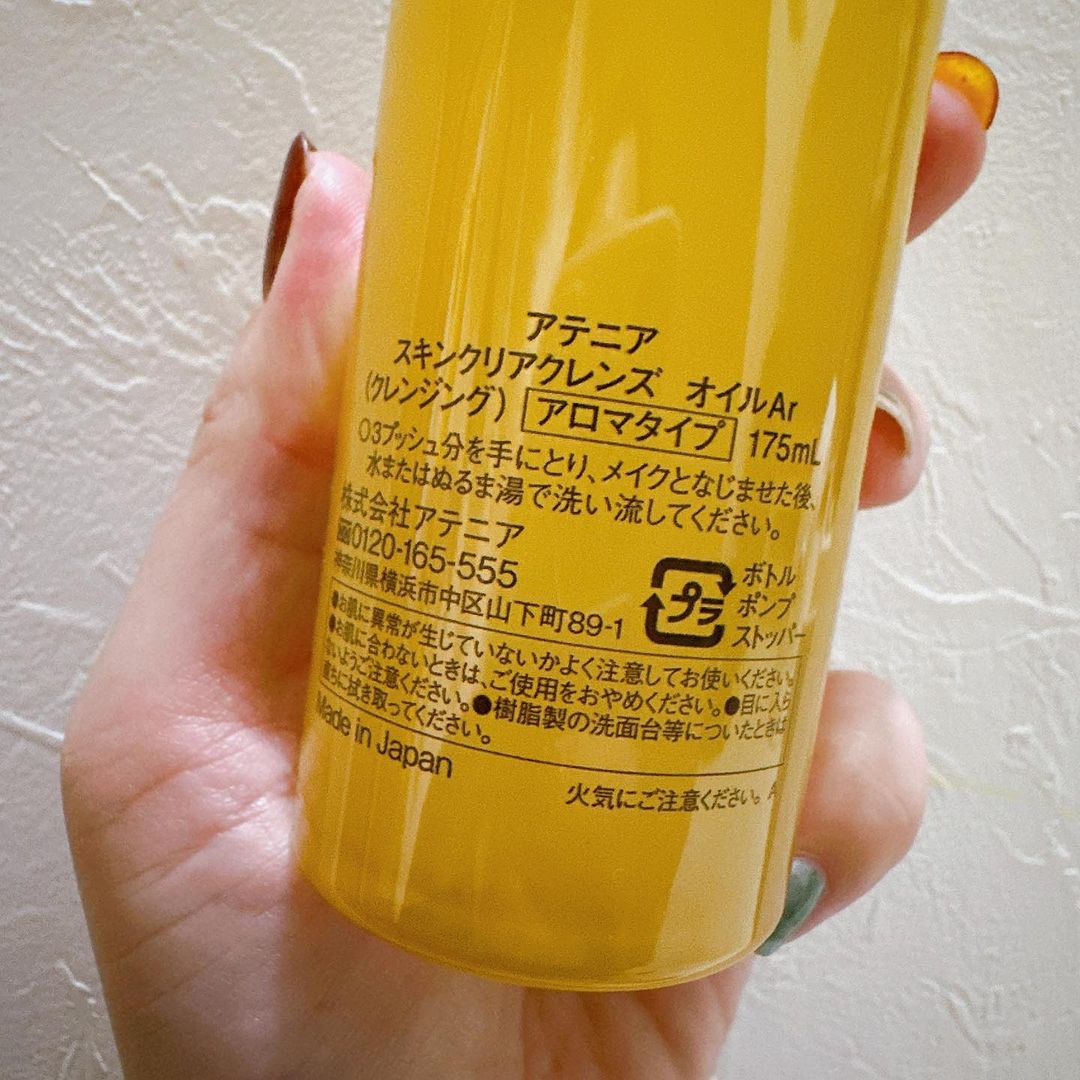 アテニア
スキンクリアクレンズ オイルAr
(クレンジング) アロマタイプ 175mL
○3プッシュ分を手にとり、メイクとなじませた後、
水またはぬるま湯で洗い流してください。
株式会社アテニア
0120-165-555
神奈川県横浜市中区山下町89-1
プラ
ボトル
ポンプ
ストッパー
●お肌に異常が生じていないかよく注意してお使いください。
●お肌に合わないときは、ご使用をおやめください。●目に入ら
ないようご注意ください。●樹脂製の洗面台等についたときは
直ちに拭き取ってください。
Made in Japan
火気にご注意ください。